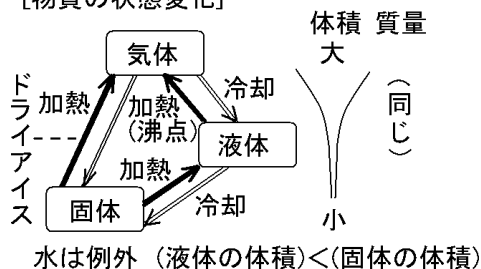 [物質の状態変化]
体積 質量
気体
大
ドライアイス
加熱
加熱
(沸点)
冷却
(同じ)
液体
加熱
固体
冷却
小
水は例外 (液体の体積)<(固体の体積)